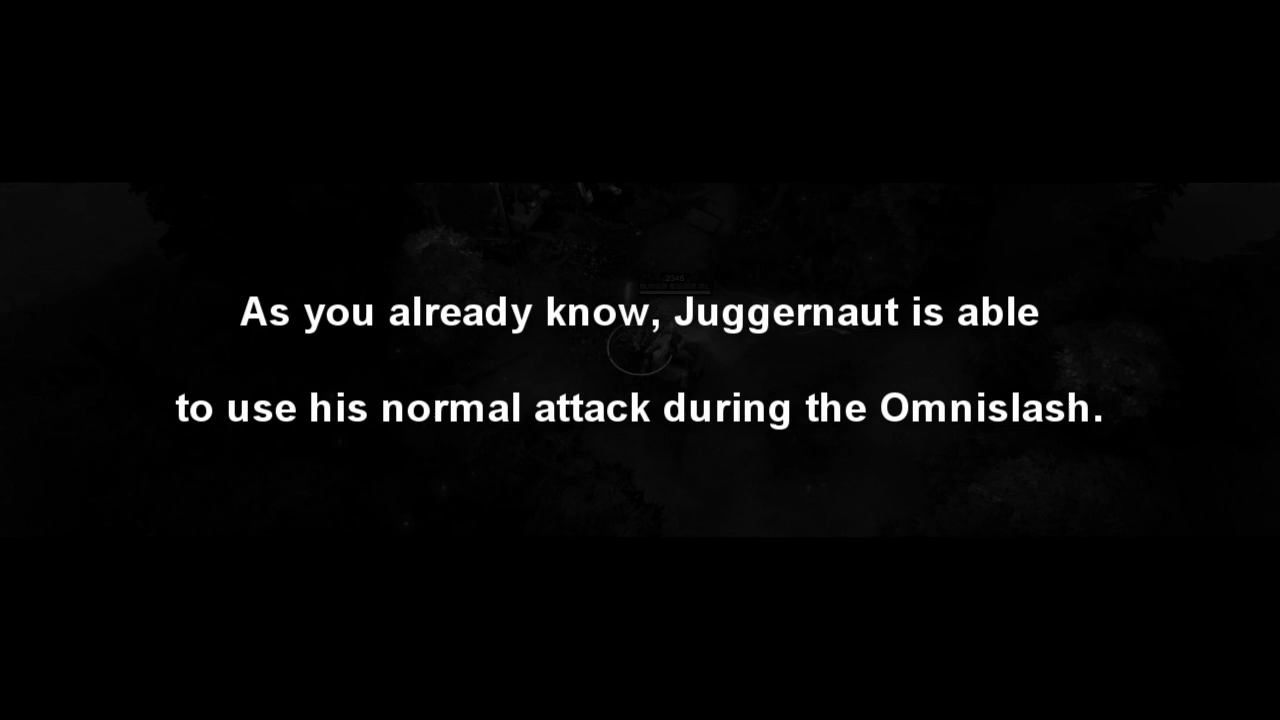 As you already know, Juggernaut is able
to use his normal attack during the Omnislash.